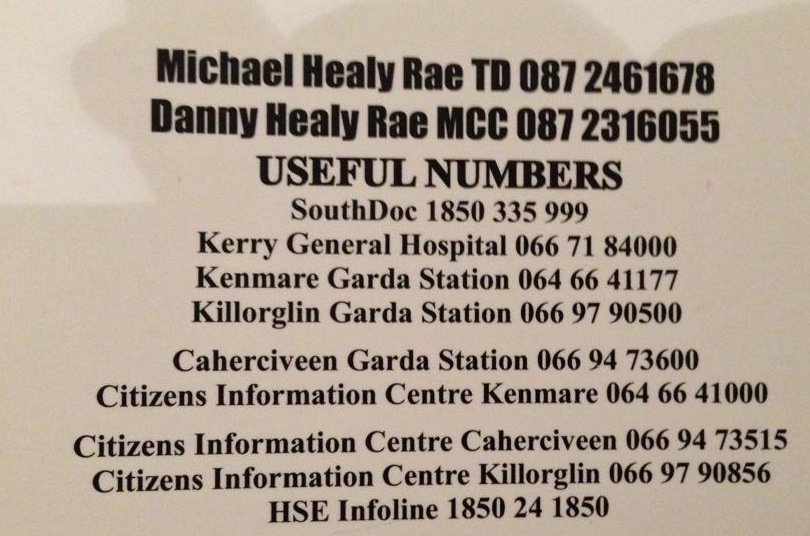 Michael Healy Rae TD 087 2461678
Danny Healy Rae MCC 087 2316055
USEFUL NUMBERS
SouthDoc 1850 335 999
Kerry General Hospital 066 71 84000
Kenmare Garda Station 064 66 41177
Killorglin Garda Station 066 97 90500
Caherciveen Garda Station 066 94 73600
Citizens Information Centre Kenmare 064 66 41000
Citizens Information Centre Caherciveen 066 94 73515
Citizens Information Centre Killorglin 066 97 90856
HSE Infoline 1850 24 1850